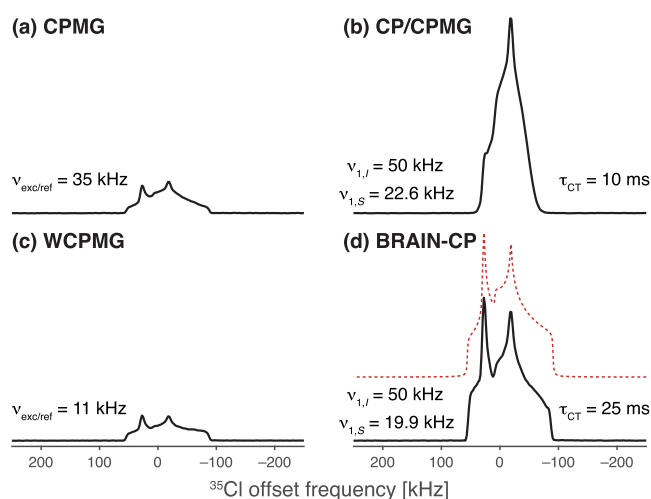 (a) CPMG
(b) CP/CPMG
ν1,I = 50 kHz
νexc/ref = 35 kHz
ν1,S = 22.6 kHz
τCT = 10 ms
(c) WCPMG
(d) BRAIN-CP
ν1,I = 50 kHz
νexc/ref = 11 kHz
ν1,S = 19.9 kHz
τCT = 25 ms
200 100 0 −100 −200
200 100 0 −100 −200
³⁵Cl offset frequency [kHz]